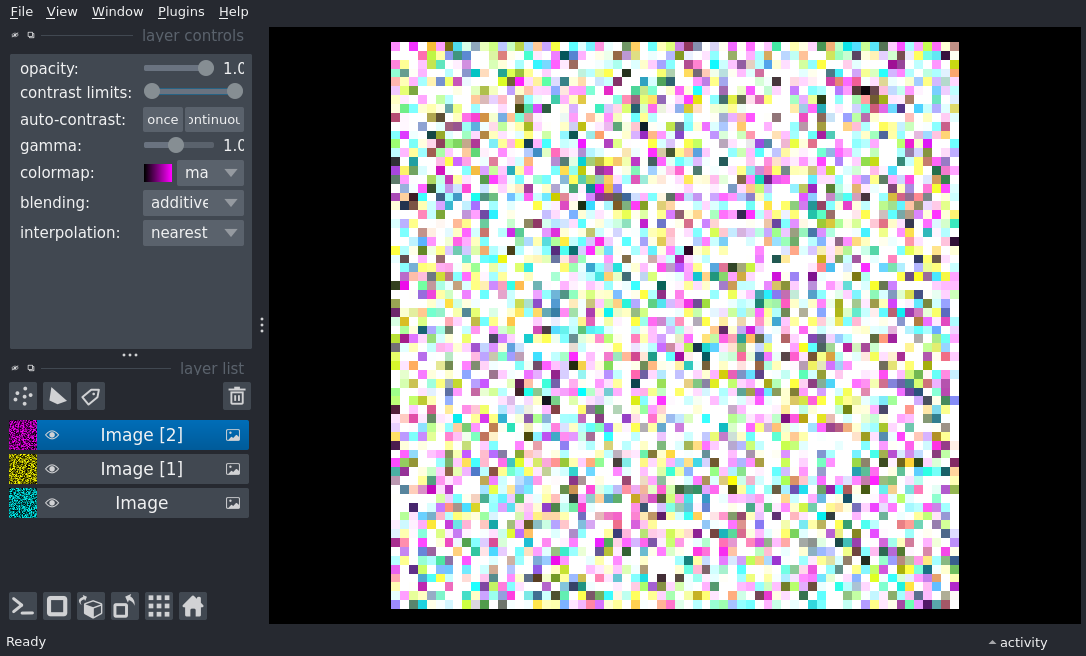 File View Window Plugins Help
layer controls
opacity: 1.0
contrast limits:
auto-contrast: once ontinuou
gamma: 1.0
colormap: ma
blending: additive
interpolation: nearest
layer list
Image [2]
Image [1]
Image
Ready
activity